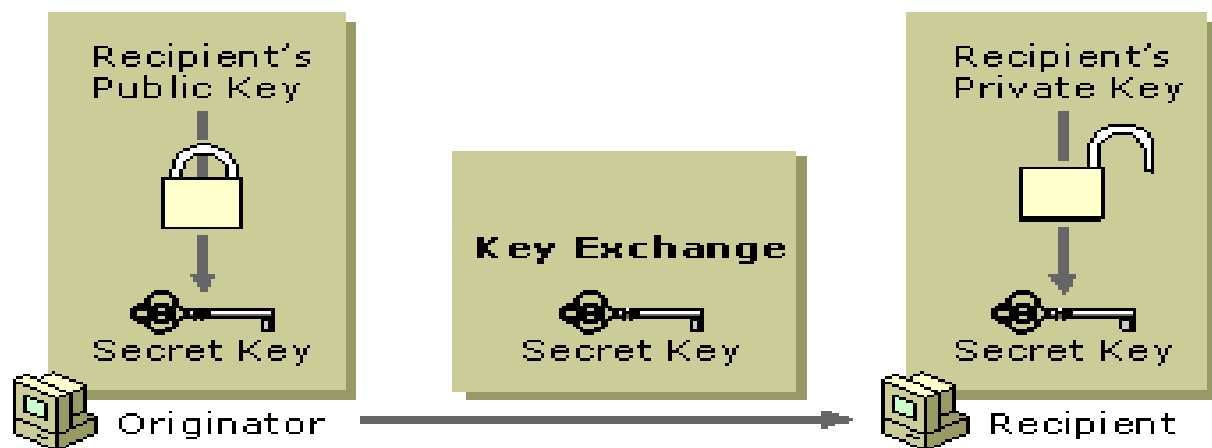 Recipient's
Public Key
Secret Key
Originator
Key Exchange
Secret Key
Recipient's
Private Key
Secret Key
Recipient